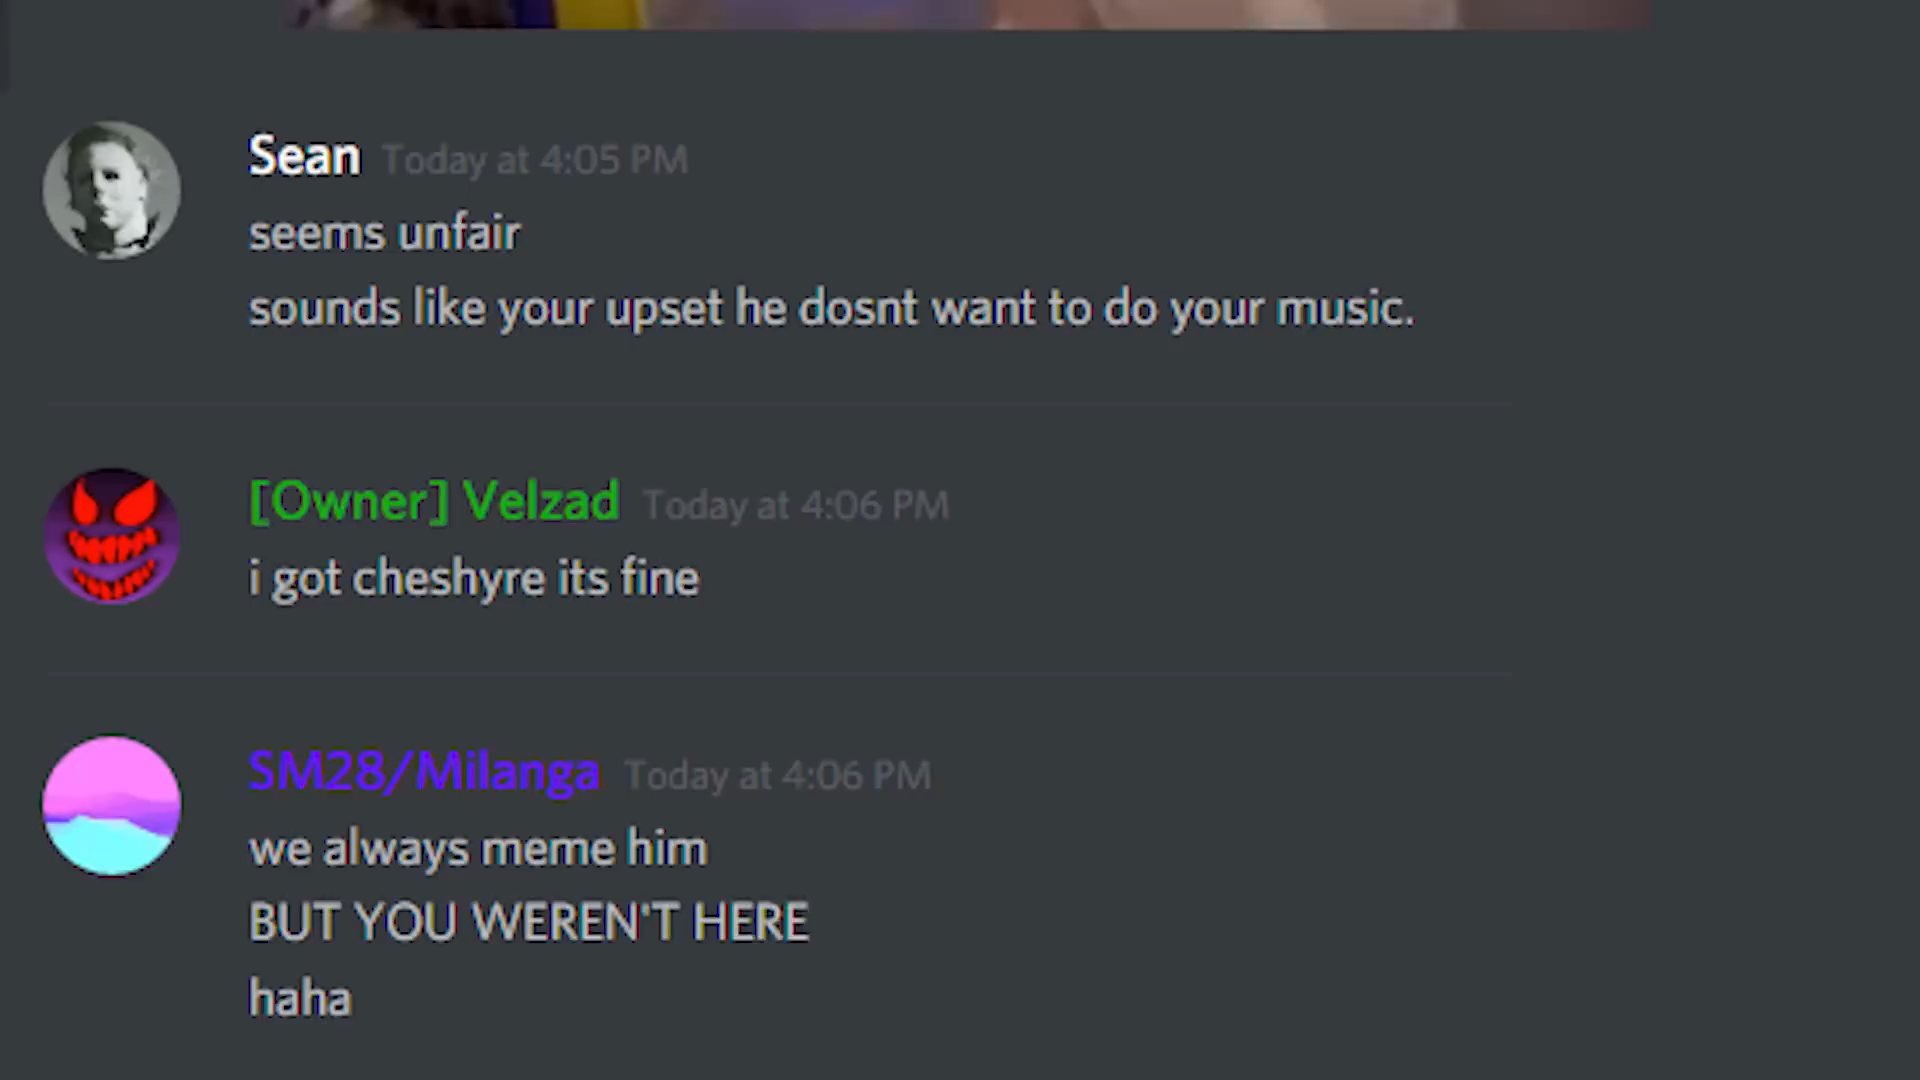 Sean Today at 4:05 PM
seems unfair
sounds like your upset he dosnt want to do your music.
[Owner] Velzad Today at 4:06 PM
i got cheshyre its fine
SM28/Milanga Today at 4:06 PM
we always meme him
BUT YOU WEREN'T HERE
haha